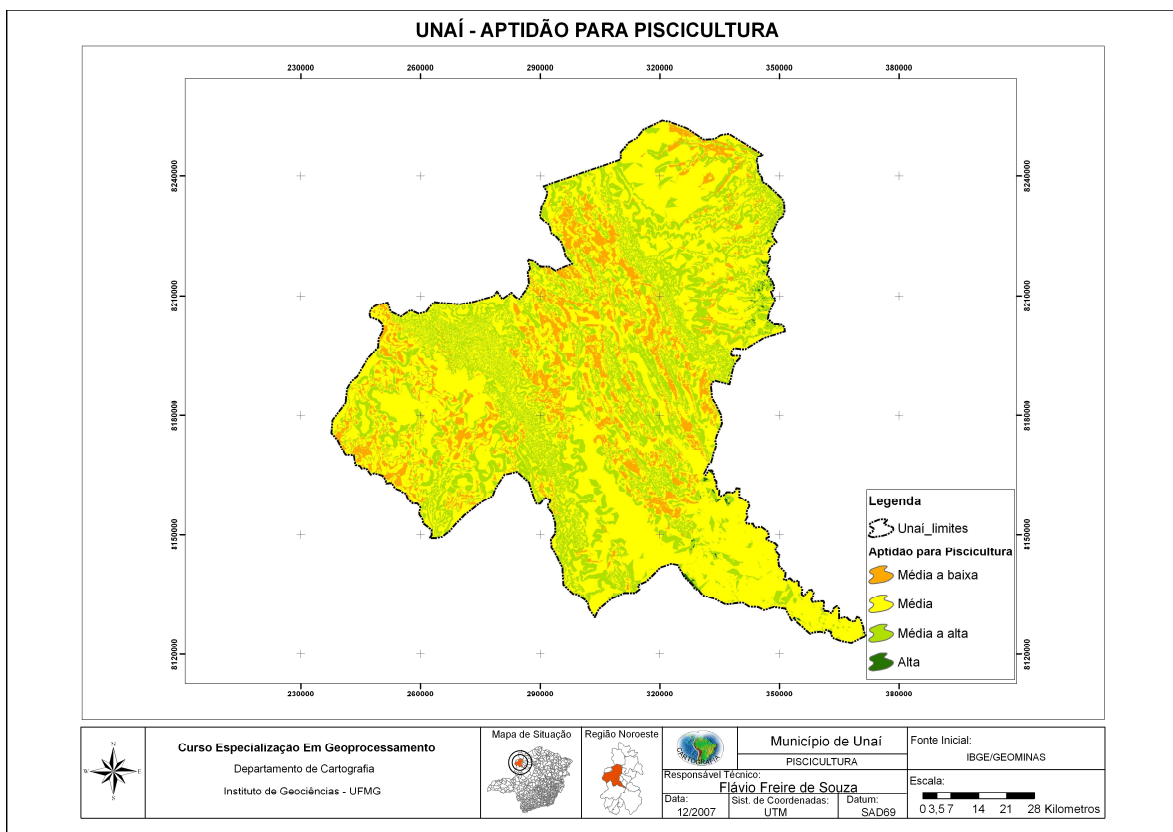 UNAÍ - APTIDÃO PARA PISCICULTURA
230000 260000 290000 320000 350000 380000
8240000 8240000
8210000 8210000
8180000 8180000
8150000 8150000
8120000 8120000
230000 260000 290000 320000 350000 380000
Legenda
Unaí_limites
Aptidão para Piscicultura
Média a baixa
Média
Média a alta
Alta
N
W E
S
Curso Especialização Em Geoprocessamento
Departamento de Cartografia
Instituto de Geociências - UFMG
Mapa de Situação
Região Noroeste
CARTOGRAFIA
Município de Unaí
PISCICULTURA
Responsável Técnico:
Flávio Freire de Souza
Data:
12/2007
Sist. de Coordenadas:
UTM
Datum:
SAD69
Fonte Inicial:
IBGE/GEOMINAS
Escala:
0 3,5 7 14 21 28 Kilometros